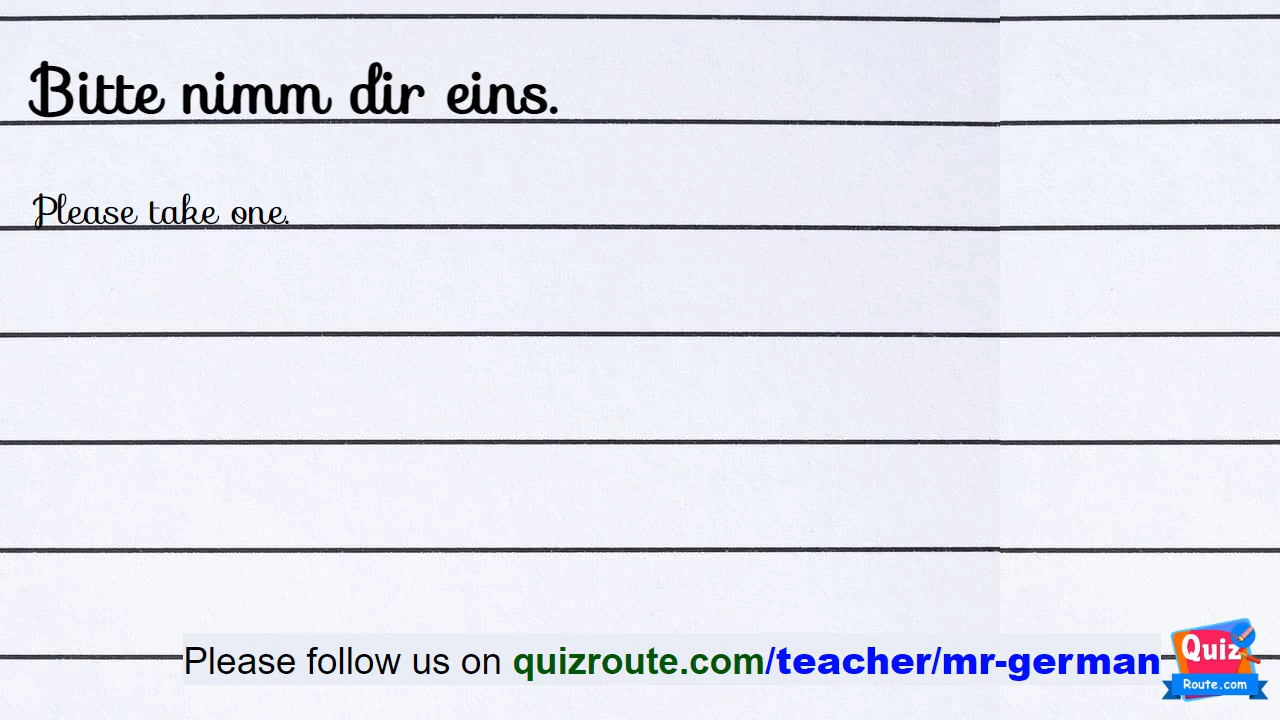 Bitte nimm dir eins.
Please take one.
Please follow us on quizroute.com/teacher/mr-german
Quiz
Route.com